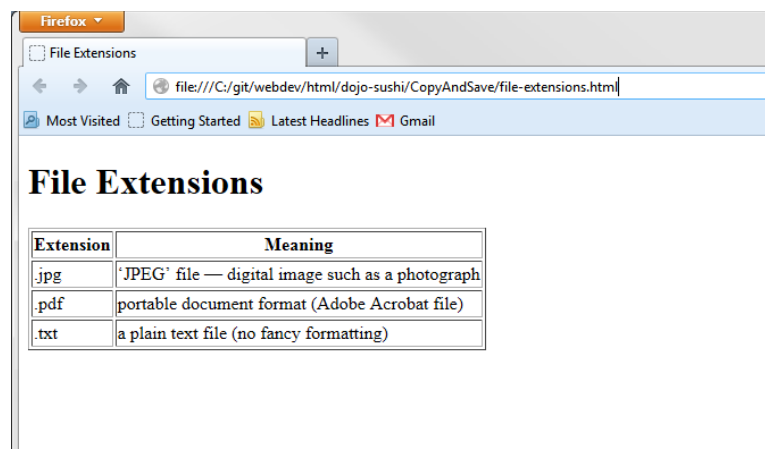 Firefox
File Extensions
+
file:///C:/git/webdev/html/dojo-sushi/CopyAndSave/file-extensions.html
Most Visited Getting Started Latest Headlines Gmail
File Extensions
Extension Meaning
.jpg ‘JPEG’ file — digital image such as a photograph
.pdf portable document format (Adobe Acrobat file)
.txt a plain text file (no fancy formatting)